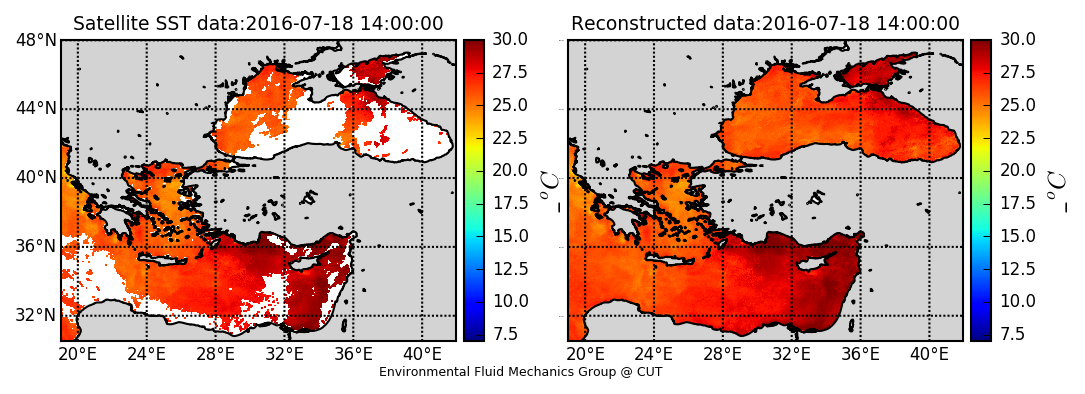 Satellite SST data:2016-07-18 14:00:00
48°N
44°N
40°N
36°N
32°N
20°E 24°E 28°E 32°E 36°E 40°E
30.0
27.5
25.0
22.5
20.0
17.5
15.0
12.5
10.0
7.5
_°C
Reconstructed data:2016-07-18 14:00:00
20°E 24°E 28°E 32°E 36°E 40°E
30.0
27.5
25.0
22.5
20.0
17.5
15.0
12.5
10.0
7.5
_°C
Environmental Fluid Mechanics Group @ CUT